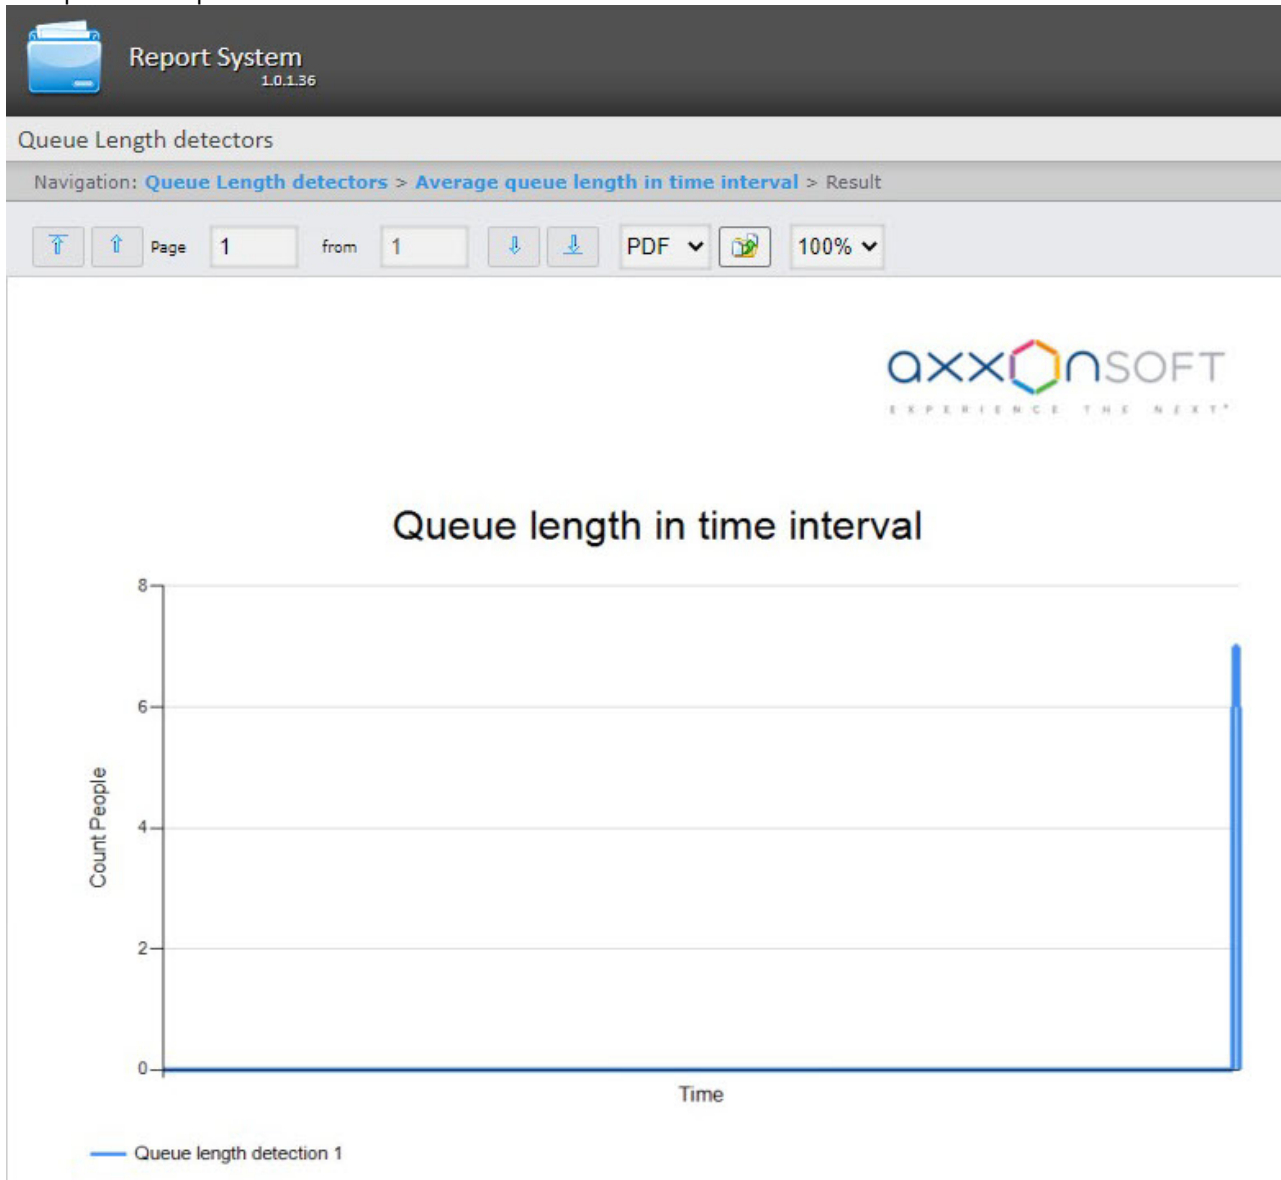 Report System
1.0.1.36
Queue Length detectors
Navigation: Queue Length detectors > Average queue length in time interval > Result
Page 1 from 1 PDF 100%
axxonsoft
EXPERIENCE THE NEXT
Queue length in time interval
8
6
4
2
0
Count People
Time
Queue length detection 1